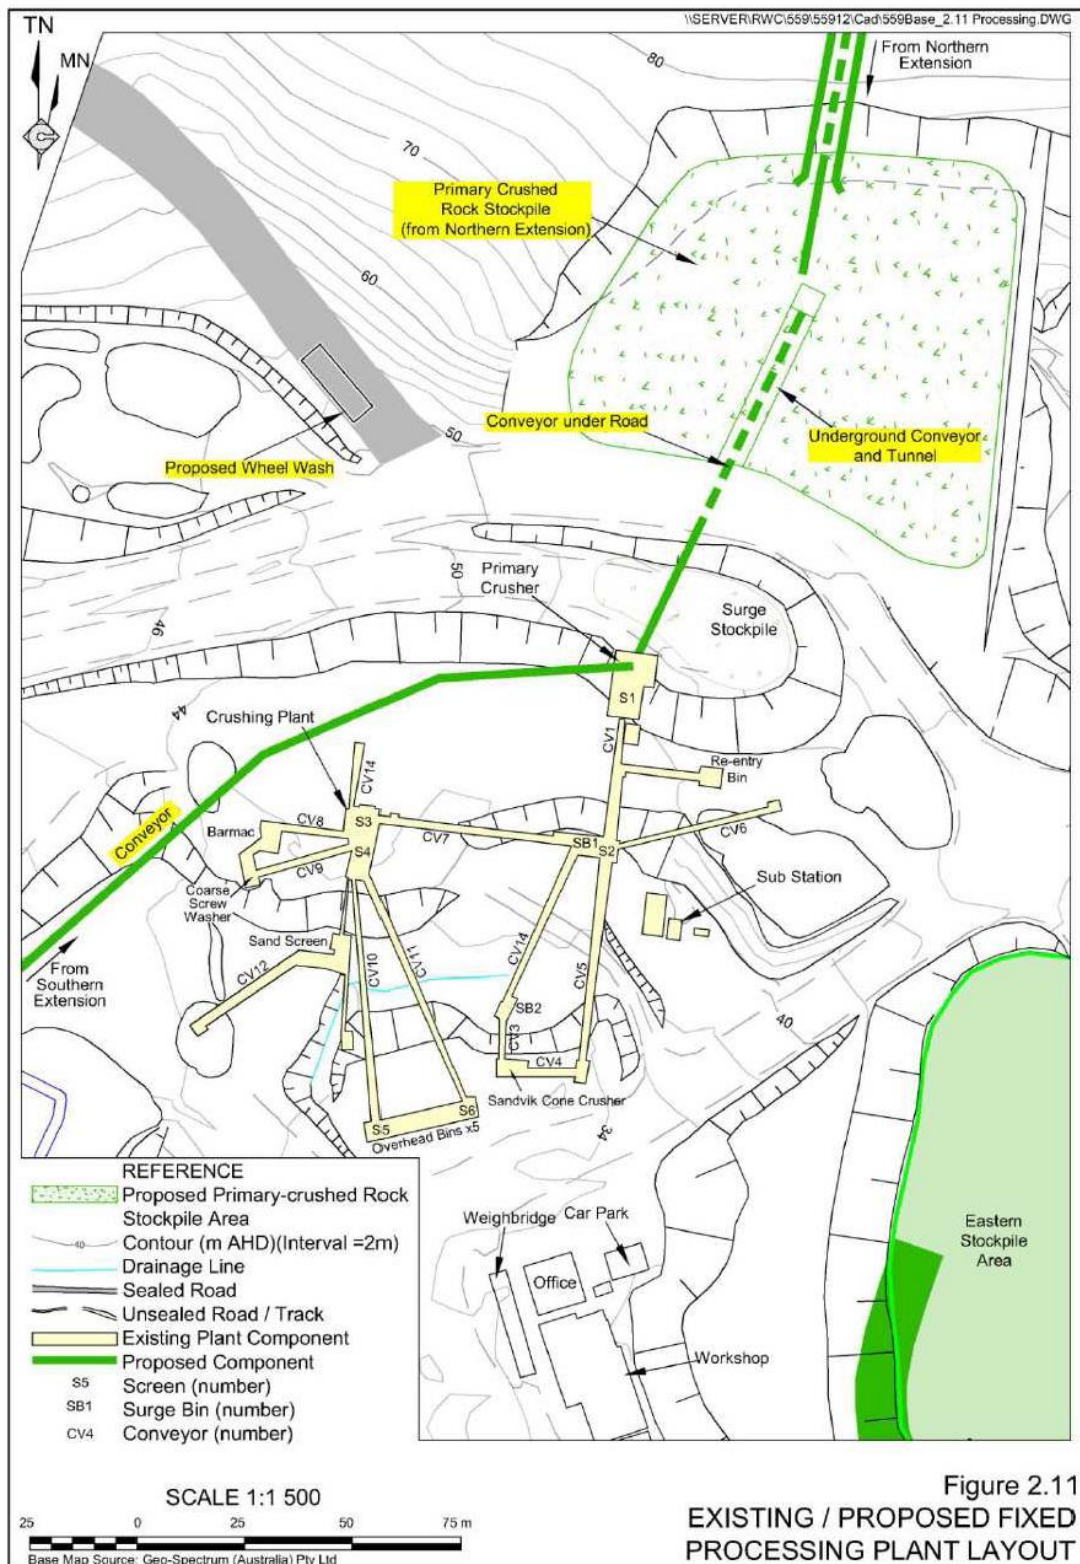 \\SERVER\RWC\559\55912\Cad\559Base_2.11 Processing.DWG
TN
MN
From Northern
Extension
80
70
60
50
Primary Crushed
Rock Stockpile
(from Northern Extension)
Conveyor under Road
Underground Conveyor
and Tunnel
Proposed Wheel Wash
50
46
44
Primary
Crusher
Surge
Stockpile
S1
Crushing Plant
CV1
Re-entry
Bin
CV14
S3
S4
CV8
CV7
SB1
S2
CV6
Barmac
CV9
Conveyor
Coarse
Screw
Washer
Sub Station
Sand Screen
CV12
CV10
CV11
CV14
CV5
From
Southern
Extension
SB2
CV3
CV4
40
Sandvik Cone Crusher
S5
S6
Overhead Bins x5
34
REFERENCE
Proposed Primary-crushed Rock
Stockpile Area
40
Contour (m AHD)(Interval =2m)
Drainage Line
Sealed Road
Unsealed Road / Track
Existing Plant Component
Proposed Component
S5
Screen (number)
SB1
Surge Bin (number)
CV4
Conveyor (number)
Weighbridge
Car Park
Office
Workshop
Eastern
Stockpile
Area
SCALE 1:1 500
25 0 25 50 75 m
Base Map Source: Geo-Spectrum (Australia) Pty Ltd
Figure 2.11
EXISTING / PROPOSED FIXED
PROCESSING PLANT LAYOUT